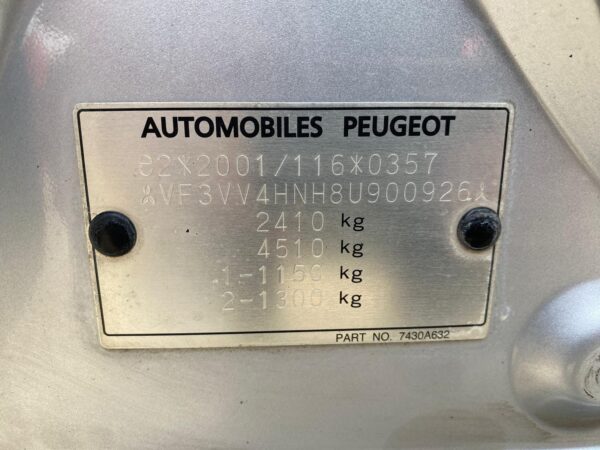 AUTOMOBILES PEUGEOT
e2*2001/116*0357
VF3VV4HNH8U900926
2410 kg
4510 kg
1-1150 kg
2-1300 kg
PART NO. 7430A632